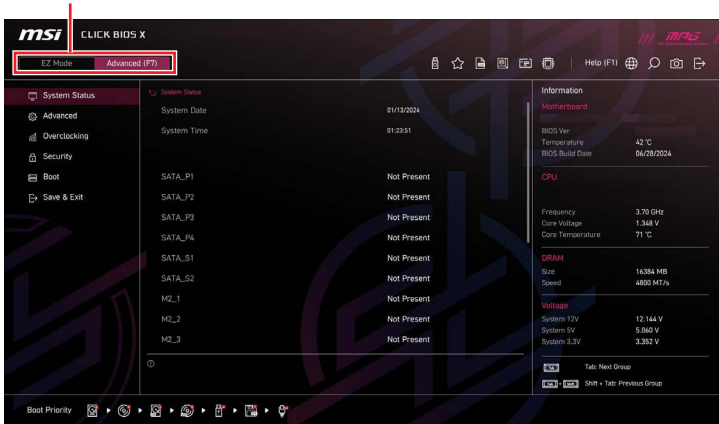 msi CLICK BIOS X
MPG
EZ Mode Advanced (F7)
Help (F1)
System Status
Advanced
Overclocking
Security
Boot
Save & Exit
System Status
System Date 01/13/2024
System Time 01:23:51
SATA_P1 Not Present
SATA_P2 Not Present
SATA_P3 Not Present
SATA_P4 Not Present
SATA_S1 Not Present
SATA_S2 Not Present
M2_1 Not Present
M2_2 Not Present
M2_3 Not Present
Information
Motherboard
BIOS Ver
Temperature 42 °C
BIOS Build Date 06/28/2024
CPU
Frequency 3.70 GHz
Core Voltage 1.348 V
Core Temperature 71 °C
DRAM
Size 16384 MB
Speed 4800 MT/s
Voltage
System 12V 12.144 V
System 5V 5.060 V
System 3.3V 3.352 V
Tab Tab: Next Group
Tab + Shift Shift + Tab: Previous Group
Boot Priority